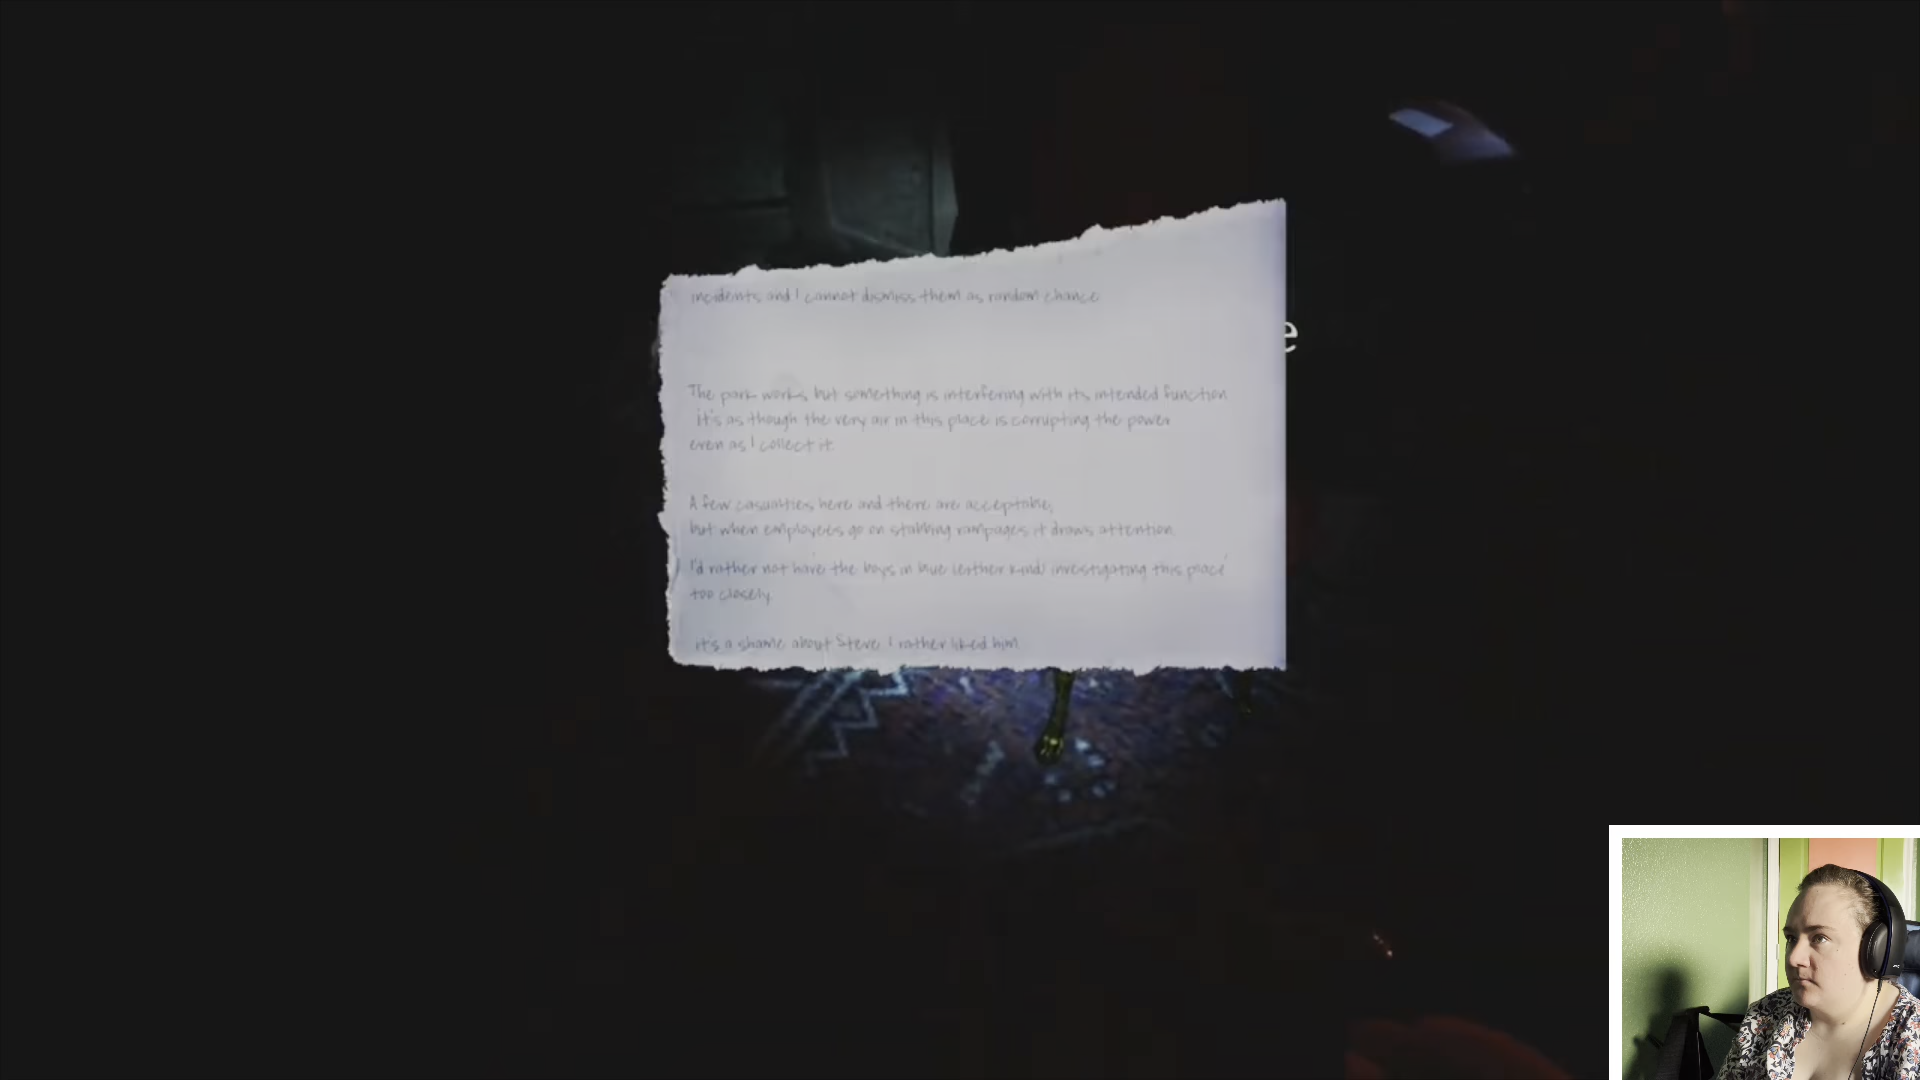 incidents and I cannot dismiss them as random chance
The park works but something is interfering with its intended function
it's as though the very air in this place is corrupting the power
even as I collect it.
A few casualties here and there are acceptable,
but when employees go on stabbing rampages it draws attention
I'd rather not have the boys in blue (either kind) investigating this place
too closely.
it's a shame about Steve. I rather liked him
e